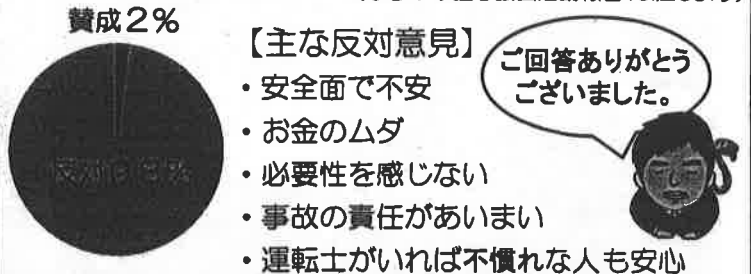 賛成2%
【主な反対意見】
・安全面で不安
・お金のムダ
・必要性を感じない
・事故の責任があいまい
・運転士がいれば不慣れな人も安心
ご回答ありがとう
ございました。